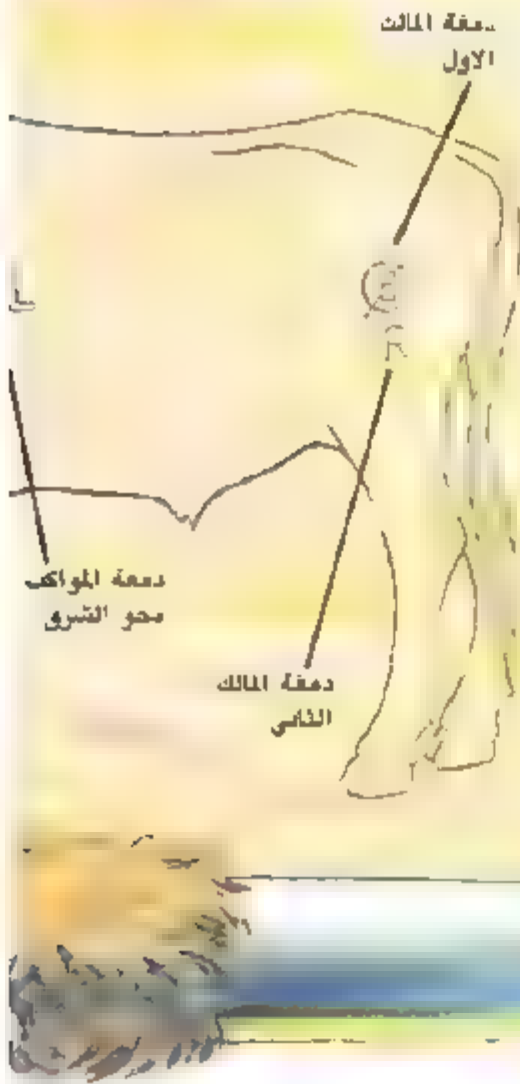 دمغة المالك
الاول
دمغة المواكب
نحو الشرق
دمغة المالك
الثاني